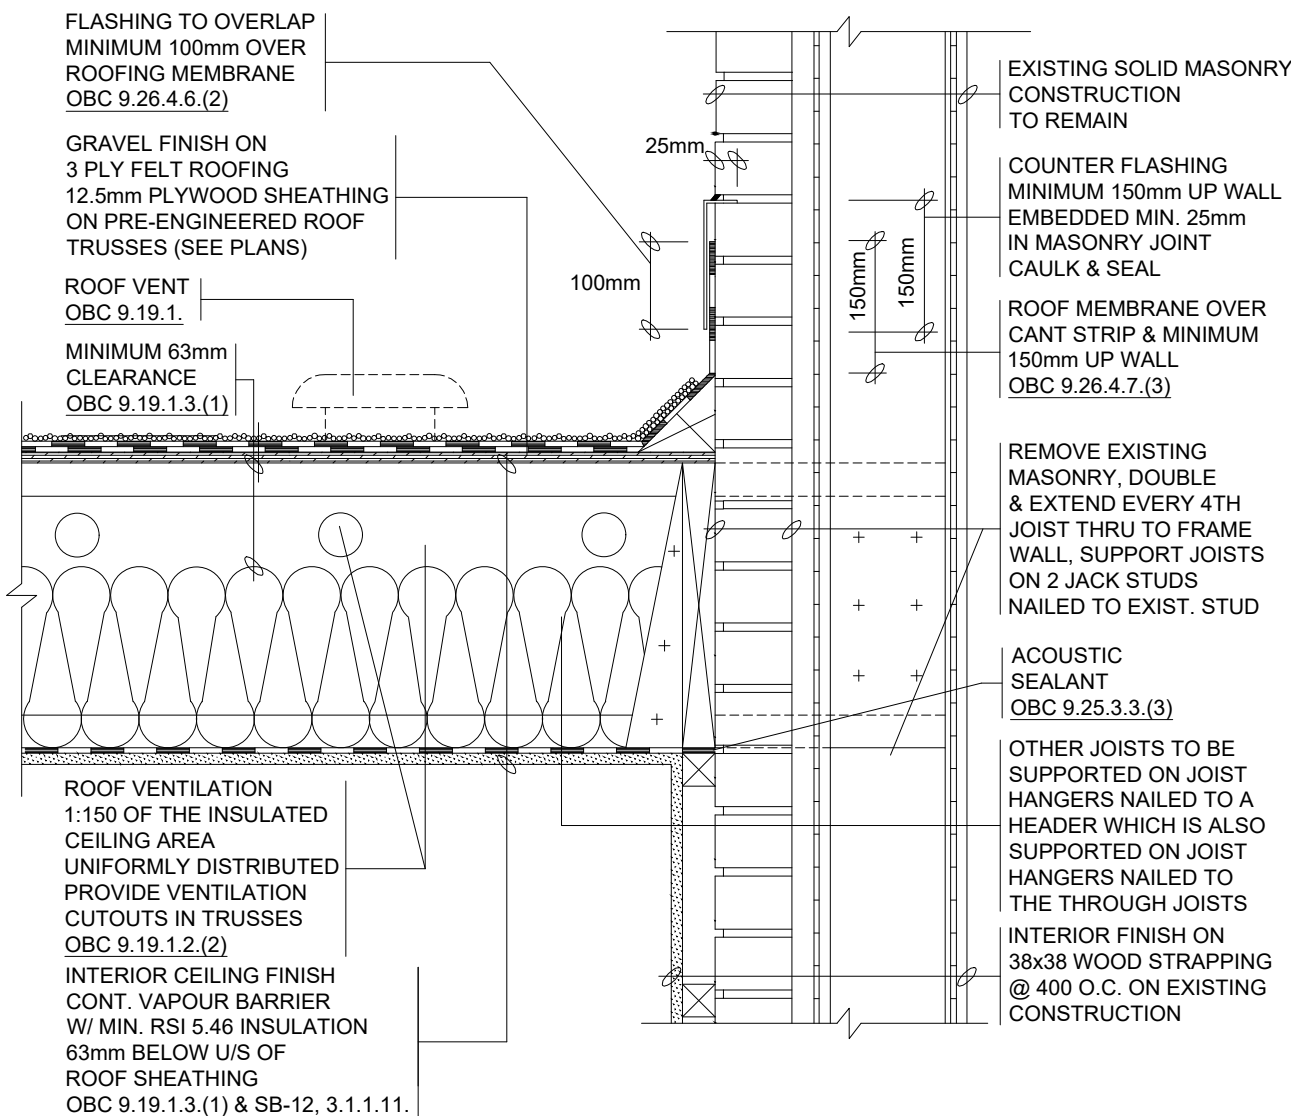 FLASHING TO OVERLAP
MINIMUM 100mm OVER
ROOFING MEMBRANE
OBC 9.26.4.6.(2)
GRAVEL FINISH ON
3 PLY FELT ROOFING
12.5mm PLYWOOD SHEATHING
ON PRE-ENGINEERED ROOF
TRUSSES (SEE PLANS)
ROOF VENT
OBC 9.19.1.
MINIMUM 63mm
CLEARANCE
OBC 9.19.1.3.(1)
ROOF VENTILATION
1:150 OF THE INSULATED
CEILING AREA
UNIFORMLY DISTRIBUTED
PROVIDE VENTILATION
CUTOUTS IN TRUSSES
OBC 9.19.1.2.(2)
INTERIOR CEILING FINISH
CONT. VAPOUR BARRIER
W/ MIN. RSI 5.46 INSULATION
63mm BELOW U/S OF
ROOF SHEATHING
OBC 9.19.1.3.(1) & SB-12, 3.1.1.11.
25mm
100mm
150mm
150mm
EXISTING SOLID MASONRY
CONSTRUCTION
TO REMAIN
COUNTER FLASHING
MINIMUM 150mm UP WALL
EMBEDDED MIN. 25mm
IN MASONRY JOINT
CAULK & SEAL
ROOF MEMBRANE OVER
CANT STRIP & MINIMUM
150mm UP WALL
OBC 9.26.4.7.(3)
REMOVE EXISTING
MASONRY, DOUBLE
& EXTEND EVERY 4TH
JOIST THRU TO FRAME
WALL, SUPPORT JOISTS
ON 2 JACK STUDS
NAILED TO EXIST. STUD
ACOUSTIC
SEALANT
OBC 9.25.3.3.(3)
OTHER JOISTS TO BE
SUPPORTED ON JOIST
HANGERS NAILED TO A
HEADER WHICH IS ALSO
SUPPORTED ON JOIST
HANGERS NAILED TO
THE THROUGH JOISTS
INTERIOR FINISH ON
38x38 WOOD STRAPPING
@ 400 O.C. ON EXISTING
CONSTRUCTION